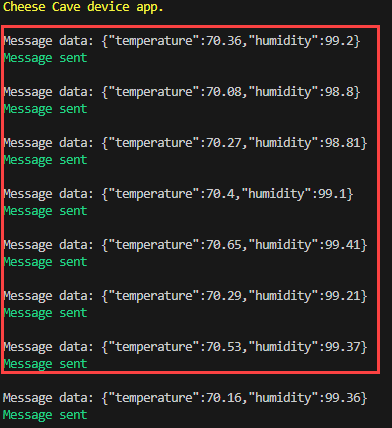 Cheese Cave device app.
Message data: {"temperature":70.36,"humidity":99.2}
Message sent
Message data: {"temperature":70.08,"humidity":98.8}
Message sent
Message data: {"temperature":70.27,"humidity":98.81}
Message sent
Message data: {"temperature":70.4,"humidity":99.1}
Message sent
Message data: {"temperature":70.65,"humidity":99.41}
Message sent
Message data: {"temperature":70.29,"humidity":99.21}
Message sent
Message data: {"temperature":70.53,"humidity":99.37}
Message sent
Message data: {"temperature":70.16,"humidity":99.36}
Message sent